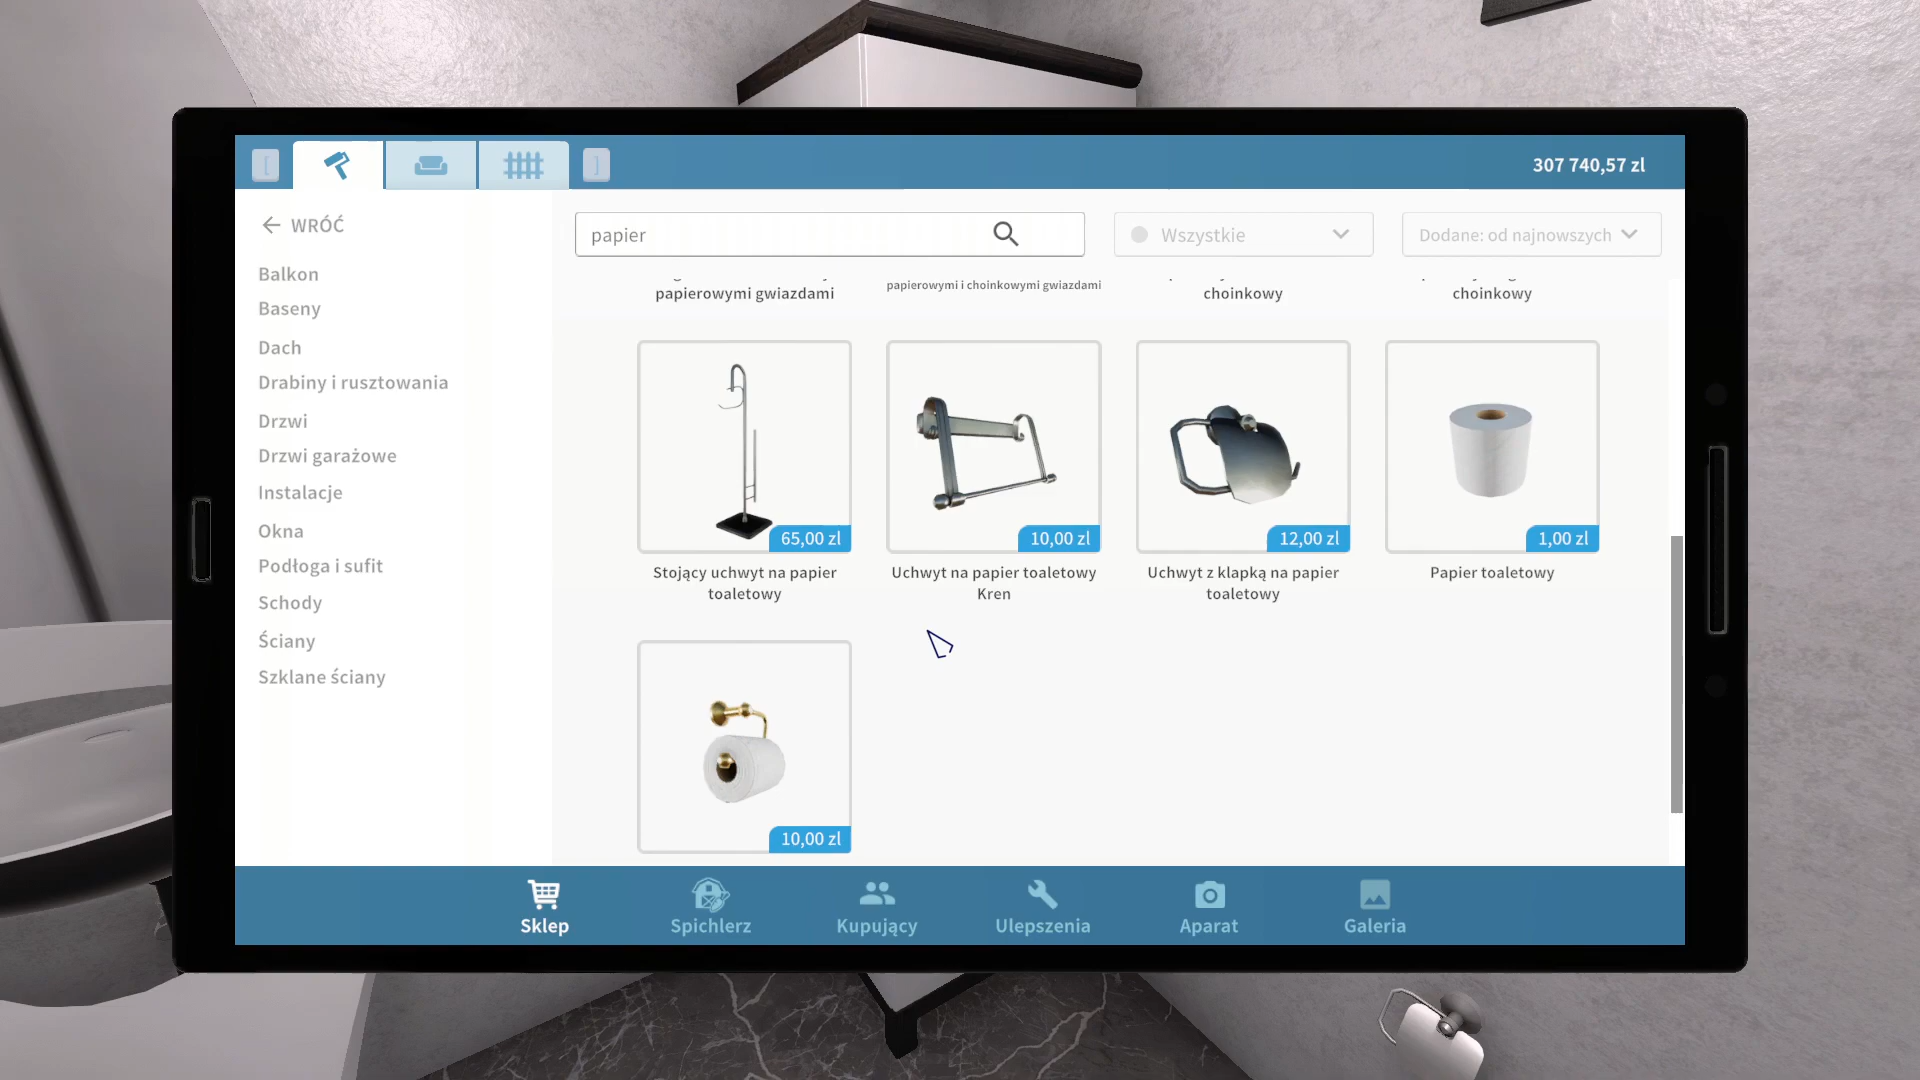 [
]
307 740,57 zl
WRÓĆ
papier
Wszystkie
Dodane: od najnowszych
Balkon
Baseny
Dach
Drabiny i rusztowania
Drzwi
Drzwi garażowe
Instalacje
Okna
Podłoga i sufit
Schody
Ściany
Szklane ściany
papierowymi gwiazdami
papierowymi i choinkowymi gwiazdami
choinkowy
choinkowy
65,00 zl
10,00 zl
12,00 zl
1,00 zl
Stojący uchwyt na papier
toaletowy
Uchwyt na papier toaletowy
Kren
Uchwyt z klapką na papier
toaletowy
Papier toaletowy
10,00 zl
Sklep
Spichlerz
Kupujący
Ulepszenia
Aparat
Galeria